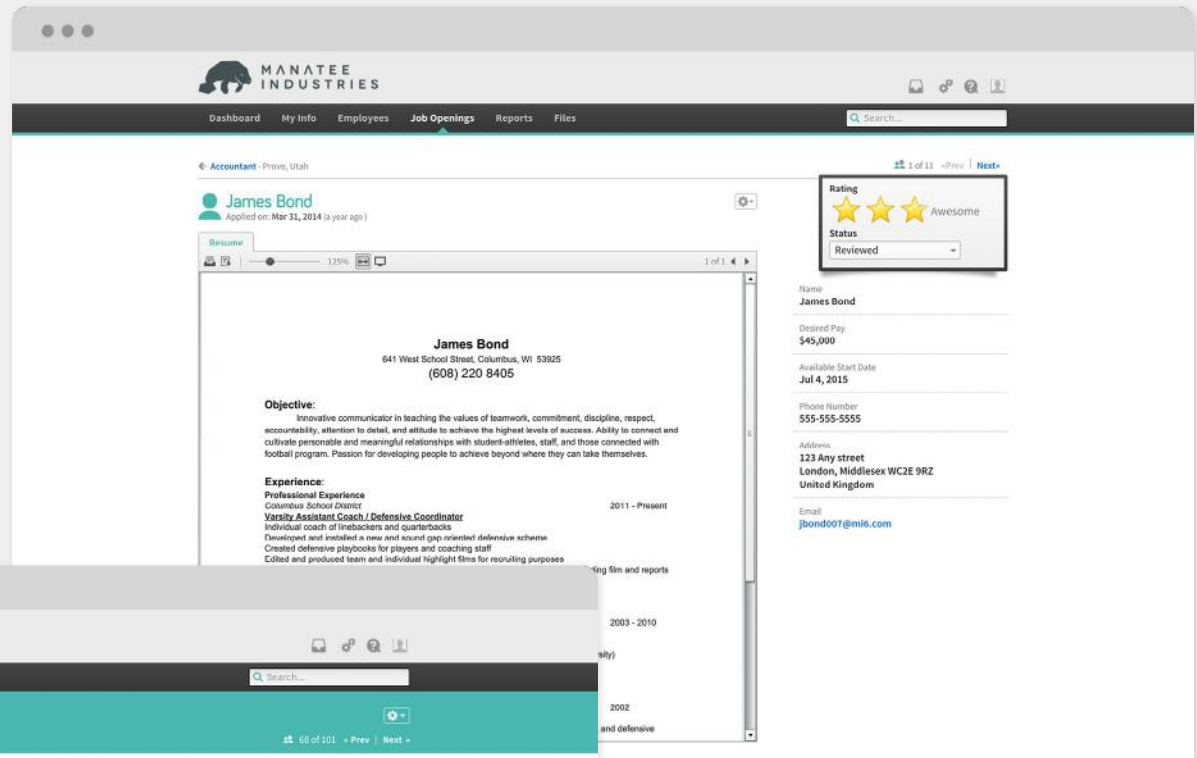 MANATEE
INDUSTRIES
Dashboard My Info Employees Job Openings Reports Files
Search...
Accountant - Provo, Utah
1 of 11 «Prev | Next»
James Bond
Applied on: Mar 31, 2014 (a year ago)
Rating
Awesome
Status
Reviewed
Resume
125%
1 of 1
James Bond
641 West School Street, Columbus, WI 53925
(608) 220 8405
Objective:
Innovative communicator in teaching the values of teamwork, commitment, discipline, respect,
accountability, attention to detail, and attitude to achieve the highest levels of success. Ability to connect and
cultivate personable and meaningful relationships with student-athletes, staff, and those connected with
football program. Passion for developing people to achieve beyond where they can take themselves.
Experience:
Professional Experience
Columbus School District 2011 - Present
Varsity Assistant Coach / Defensive Coordinator
Individual coach of linebackers and quarterbacks
Developed and installed a new and sound gap oriented defensive scheme
Created defensive playbooks for players and coaching staff
Edited and produced team and individual highlight films for recruiting purposes
ting film and reports
2003 - 2010
sity)
2002
and defensive
Name
James Bond
Desired Pay
$45,000
Available Start Date
Jul 4, 2015
Phone Number
555-555-5555
Address
123 Any street
London, Middlesex WC2E 9RZ
United Kingdom
Email
jbond007@mi6.com
Search...
68 of 101 « Prev | Next »